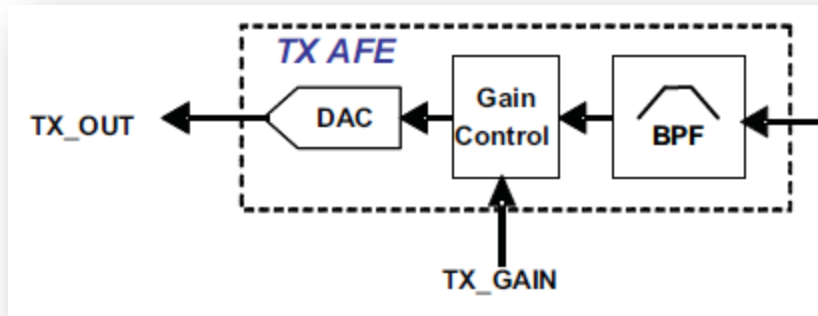 TX AFE
TX_OUT
DAC
Gain
Control
BPF
TX_GAIN